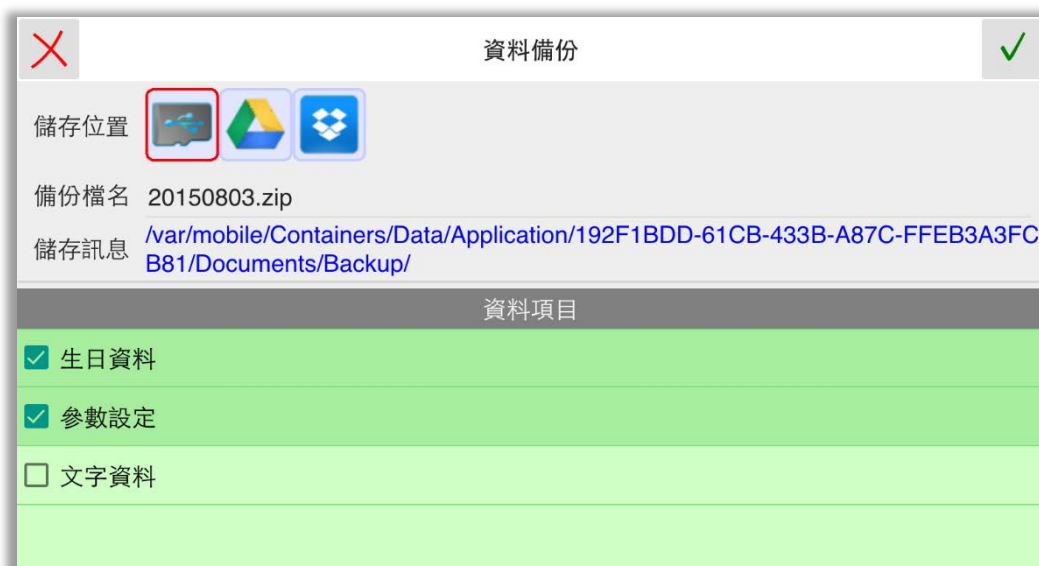 資料備份
儲存位置
備份檔名 20150803.zip
儲存訊息 /var/mobile/Containers/Data/Application/192F1BDD-61CB-433B-A87C-FFEB3A3FC
B81/Documents/Backup/
資料項目
生日資料
參數設定
文字資料